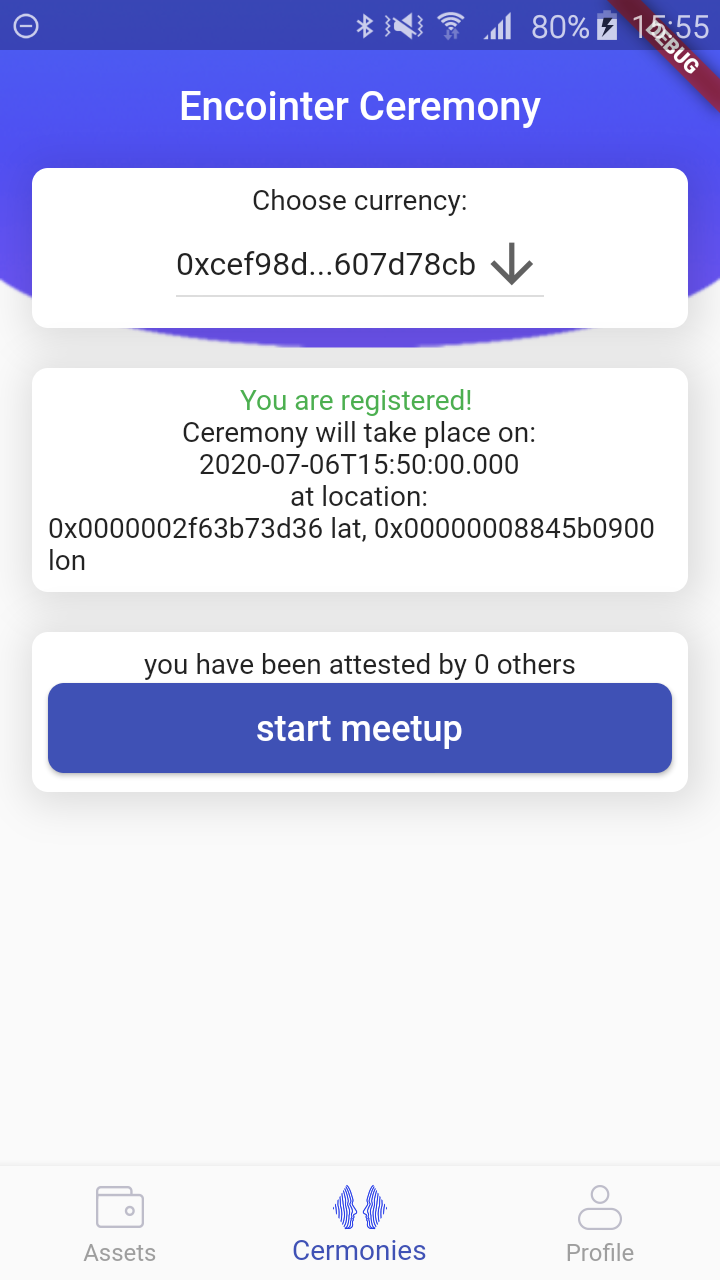 80% 15:55
DEBUG
Encointer Ceremony
Choose currency:
0xcef98d...607d78cb
You are registered!
Ceremony will take place on:
2020-07-06T15:50:00.000
at location:
0x0000002f63b73d36 lat, 0x00000008845b0900
lon
you have been attested by 0 others
start meetup
Assets
Cermonies
Profile